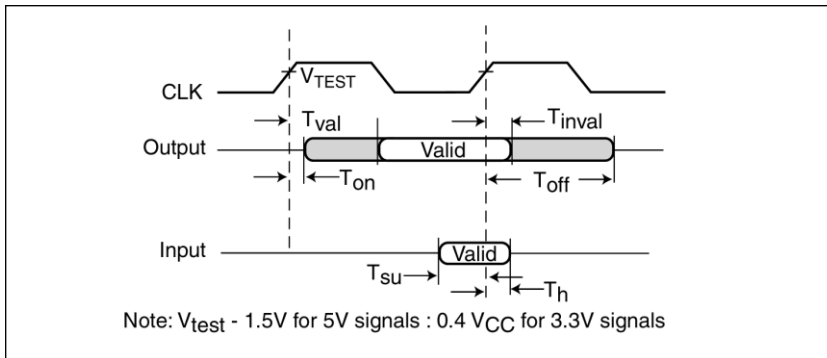 CLK
VTEST
Tval
Tinval
Output
Valid
Ton
Toff
Input
Valid
Tsu
Th
Note: Vtest - 1.5V for 5V signals : 0.4 VCC for 3.3V signals